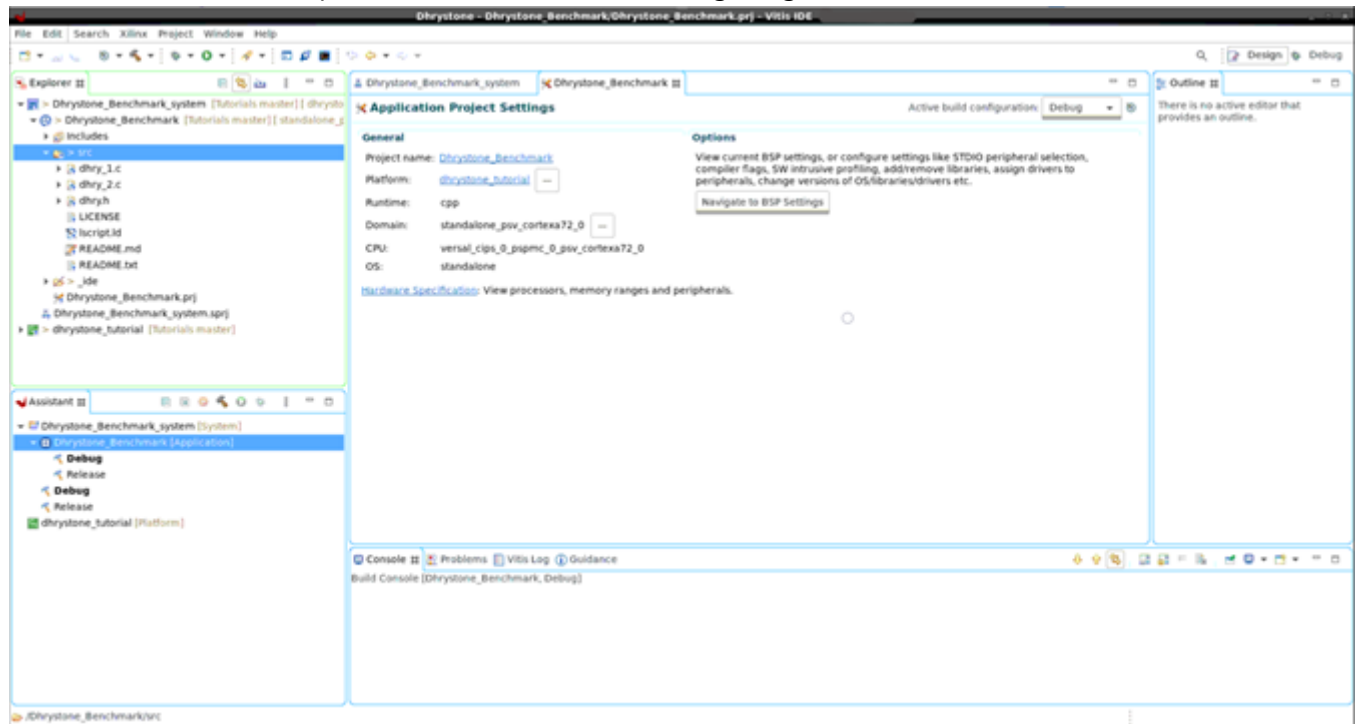 Dhrystone - Dhrystone_Benchmark/Dhrystone_Benchmark.prj - Vitis IDE
File Edit Search Xilinx Project Window Help
Design Debug
Explorer
> Dhrystone_Benchmark_system [Tutorials master] [ dhrysto
> Dhrystone_Benchmark [Tutorials master] [ standalone_p
Includes
> src
dhry_1.c
dhry_2.c
dhry.h
LICENSE
lscript.ld
README.md
README.txt
> _ide
Dhrystone_Benchmark.prj
Dhrystone_Benchmark_system.sprj
> dhrystone_tutorial [Tutorials master]
Assistant
Dhrystone_Benchmark_system [System]
Dhrystone_Benchmark [Application]
Debug
Release
Debug
Release
dhrystone_tutorial [Platform]
Dhrystone_Benchmark_system Dhrystone_Benchmark
Application Project Settings
Active build configuration: Debug
General
Project name: Dhrystone_Benchmark
Platform: dhrystone_tutorial ...
Runtime: cpp
Domain: standalone_psv_cortexa72_0 ...
CPU: versal_cips_0_pspmc_0_psv_cortexa72_0
OS: standalone
Hardware Specification: View processors, memory ranges and peripherals.
Options
View current BSP settings, or configure settings like STDIO peripheral selection,
compiler flags, SW intrusive profiling, add/remove libraries, assign drivers to
peripherals, change versions of OS/libraries/drivers etc.
Navigate to BSP Settings
Outline
There is no active editor that
provides an outline.
Console Problems Vitis Log Guidance
Build Console [Dhrystone_Benchmark, Debug]
/Dhrystone_Benchmark/src